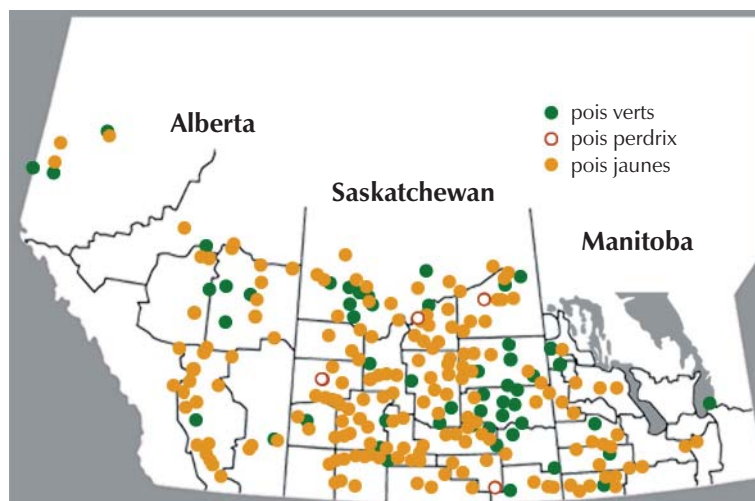 Alberta
Saskatchewan
Manitoba
pois verts
pois perdrix
pois jaunes